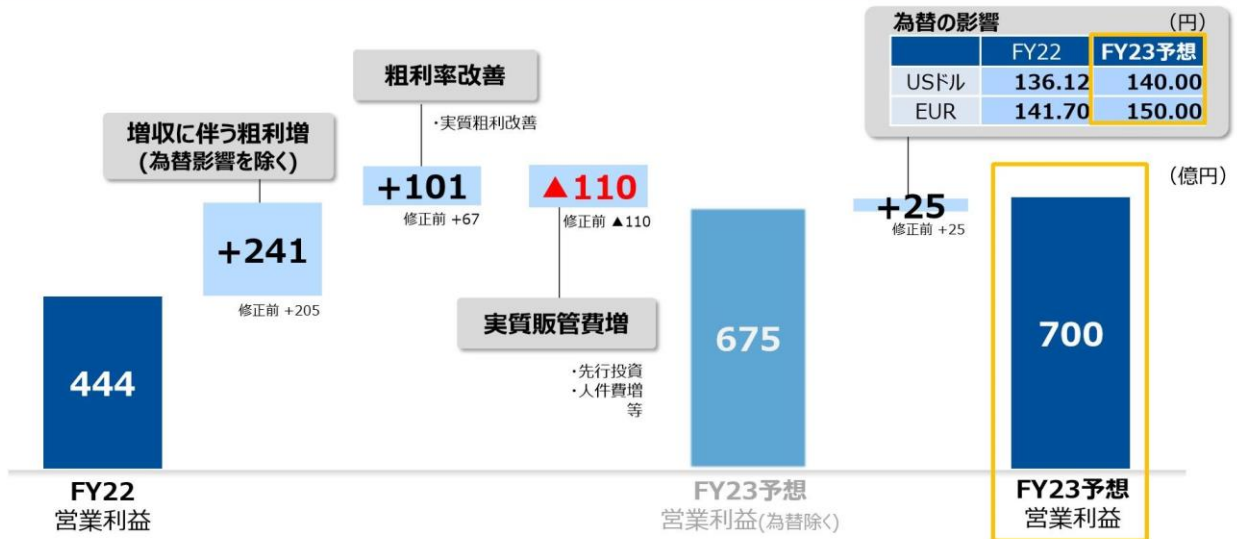 為替の影響 (円)
FY22 FY23予想
USドル 136.12 140.00
EUR 141.70 150.00
(億円)
粗利率改善
・実質粗利改善
増収に伴う粗利増
(為替影響を除く)
+241
修正前 +205
+101
修正前 +67
▲110
修正前 ▲110
実質販管費増
・先行投資
・人件費増
等
+25
修正前 +25
444
675
700
FY22
営業利益
FY23予想
営業利益(為替除く)
FY23予想
営業利益